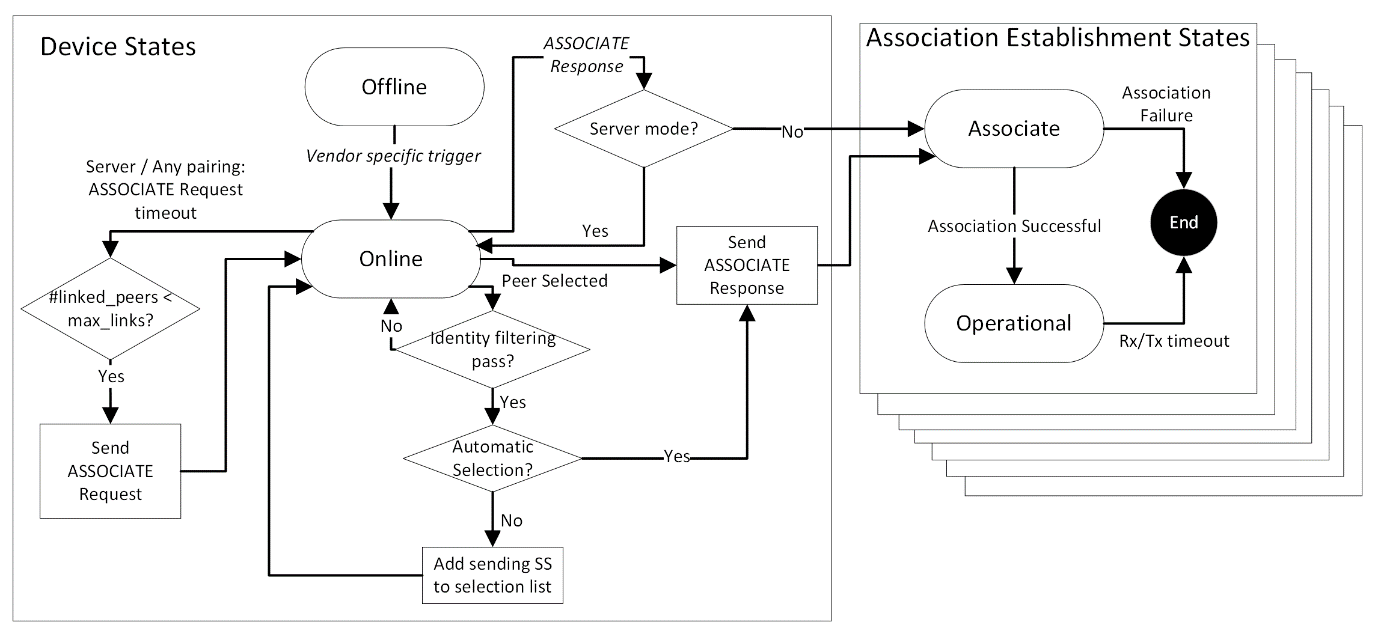 Device States
Offline
Vendor specific trigger
ASSOCIATE
Response
Server mode?
No
Yes
Server / Any pairing:
ASSOCIATE Request
timeout
Online
Peer Selected
Send
ASSOCIATE
Response
#linked_peers <
max_links?
Yes
Send
ASSOCIATE
Request
No
Identity filtering
pass?
Yes
Automatic
Selection?
Yes
No
Add sending SS
to selection list
Association Establishment States
Associate
Association
Failure
End
Association Successful
Operational
Rx/Tx timeout